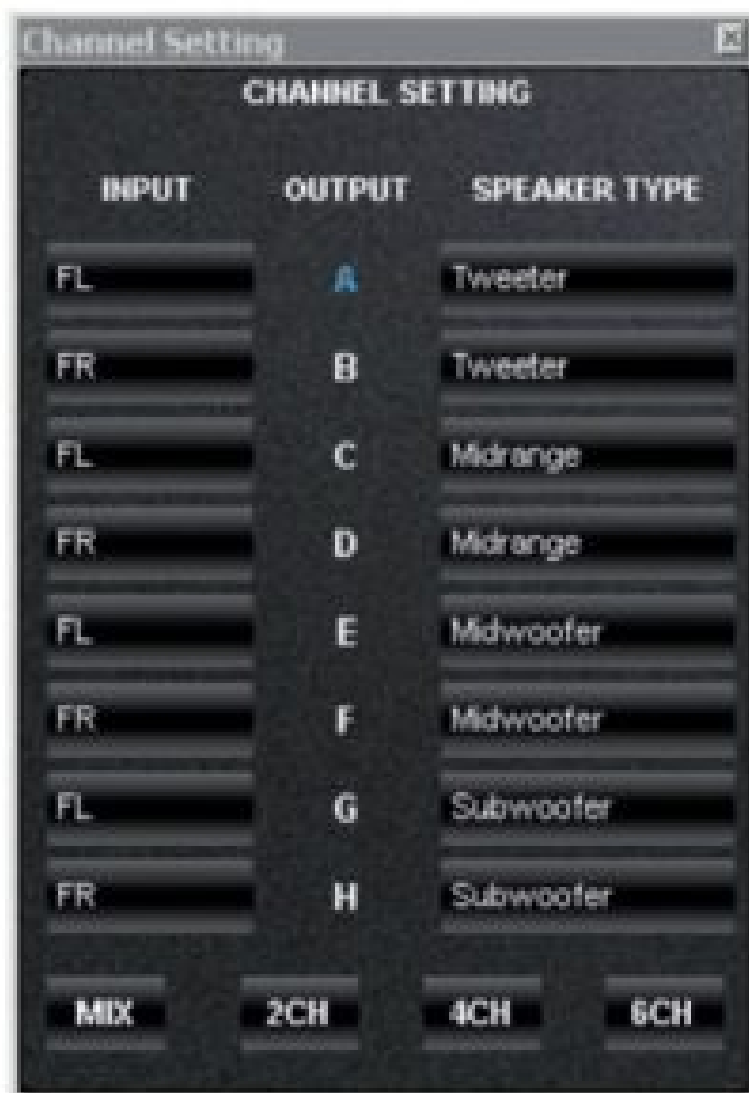 Channel Setting
CHANNEL SETTING
INPUT OUTPUT SPEAKER TYPE
FL A Tweeter
FR B Tweeter
FL C Midrange
FR D Midrange
FL E Midwoofer
FR F Midwoofer
FL G Subwoofer
FR H Subwoofer
MIX 2CH 4CH 6CH